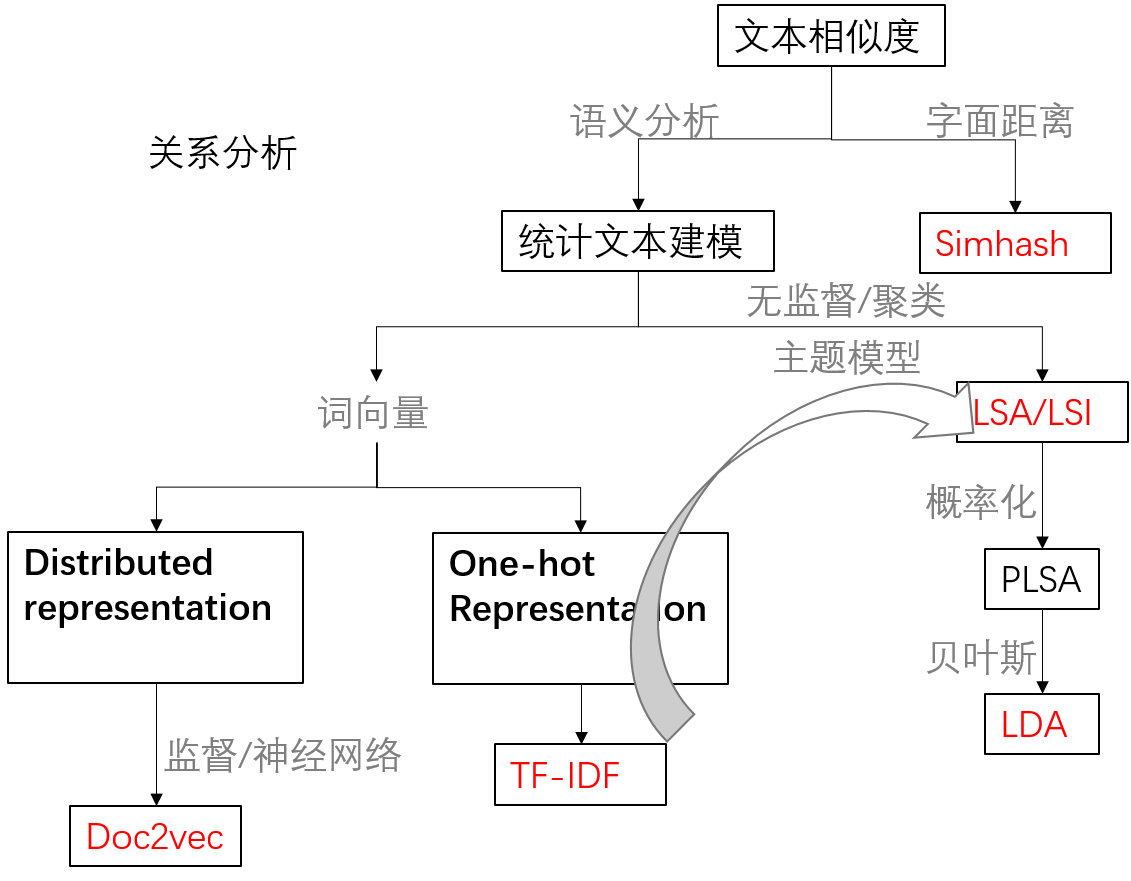 文本相似度
语义分析
字面距离
关系分析
统计文本建模
Simhash
无监督/聚类
主题模型
词向量
LSA/LSI
概率化
Distributed
representation
One-hot
Representation
PLSA
贝叶斯
LDA
监督/神经网络
TF-IDF
Doc2vec